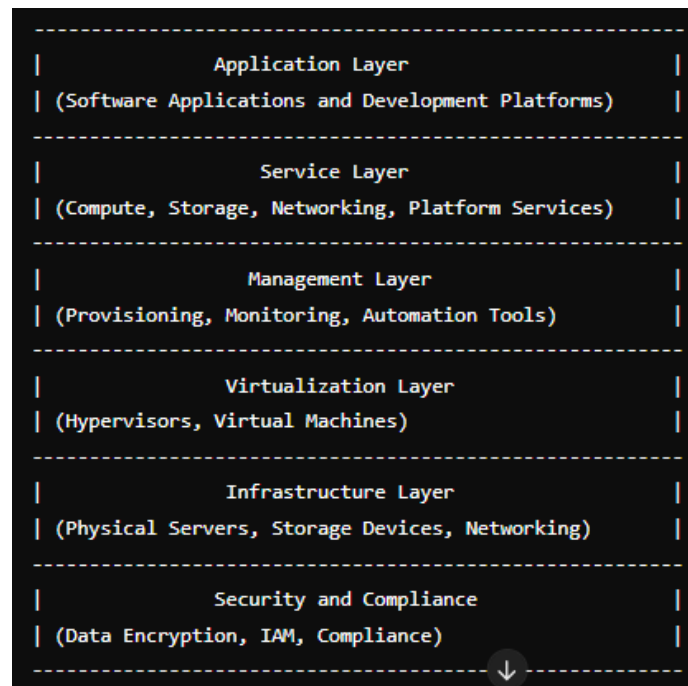 Application Layer
(Software Applications and Development Platforms)
Service Layer
(Compute, Storage, Networking, Platform Services)
Management Layer
(Provisioning, Monitoring, Automation Tools)
Virtualization Layer
(Hypervisors, Virtual Machines)
Infrastructure Layer
(Physical Servers, Storage Devices, Networking)
Security and Compliance
(Data Encryption, IAM, Compliance)